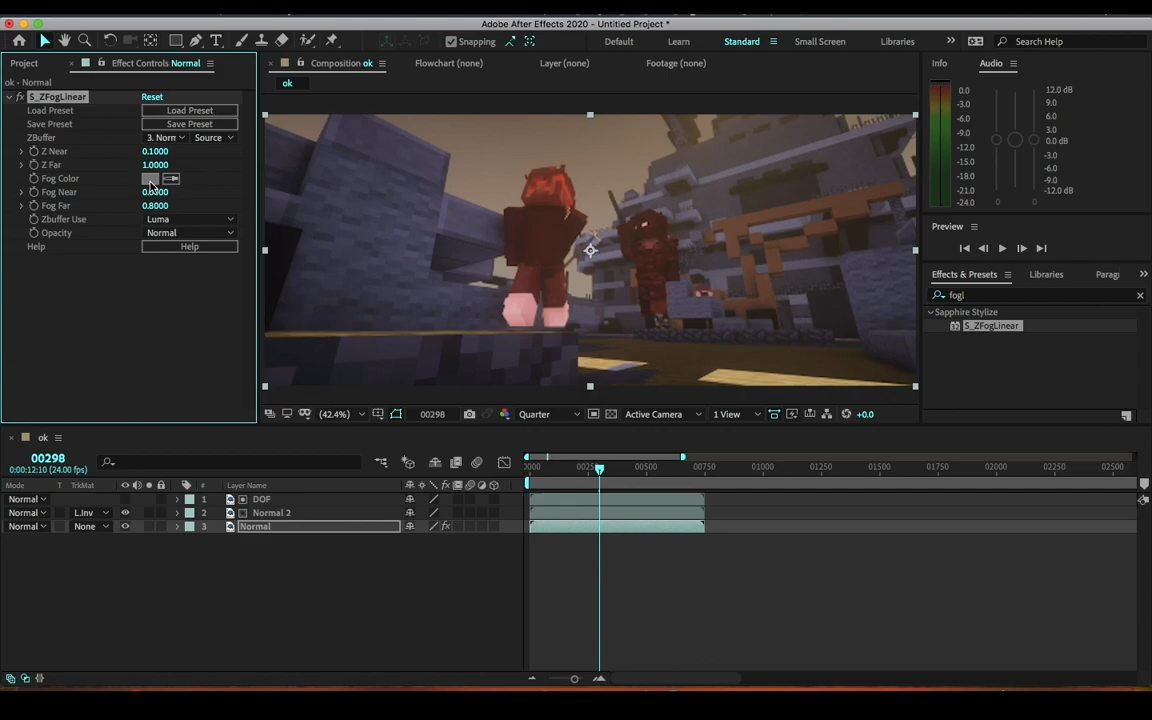 Adobe After Effects 2020 - Untitled Project *
Snapping
Default
Learn
Standard
Small Screen
Libraries
Search Help
Project
Effect Controls Normal
Composition ok
Flowchart (none)
Layer (none)
Footage (none)
Info
Audio
ok - Normal
ok
fx S_ZFogLinear Reset
Load Preset Load Preset
Save Preset Save Preset
ZBuffer 3. Norr Source
Z Near 0.1000
Z Far 1.0000
Fog Color
Fog Near
Fog Far 0.8000
Zbuffer Use Luma
Opacity Normal
Help Help
0.0 12.0 dB
-3.0 9.0
-6.0 6.0
-9.0 3.0
-12.0 0.0 dB
-15.0 -3.0
-18.0 -6.0
-21.0 -9.0
-24.0 -12.0 dB
0 0
Preview
Effects & Presets Libraries Paragi
fogl
Sapphire Stylize
S_ZFogLinear
(42.4%) 00298 Quarter Active Camera 1 View +0.0
ok
00298
0:00:12:10 (24.00 fps)
0000 00500 00750 01000 01250 01500 01750 02000 02250 02500
Mode T TrkMat # Layer Name
Normal 1 DOF
Normal L.Inv 2 Normal 2
Normal None 3 Normal fx